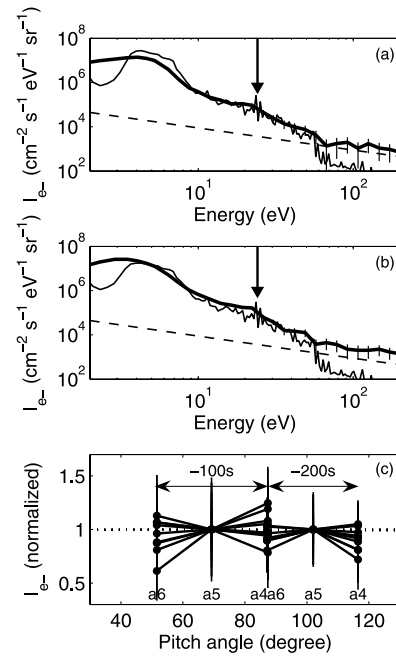 10^8
(a)
10^6
10^4
10^2
10^1
10^2
Energy (eV)
I_e− (cm^−2 s^−1 eV^−1 sr^−1)
10^8
(b)
10^6
10^4
10^2
10^1
10^2
Energy (eV)
I_e− (cm^−2 s^−1 eV^−1 sr^−1)
1.5
(c)
−100s
−200s
1
0.5
a6
a5
a4a6
a5
a4
40
60
80
100
120
I_e− (normalized)
Pitch angle (degree)